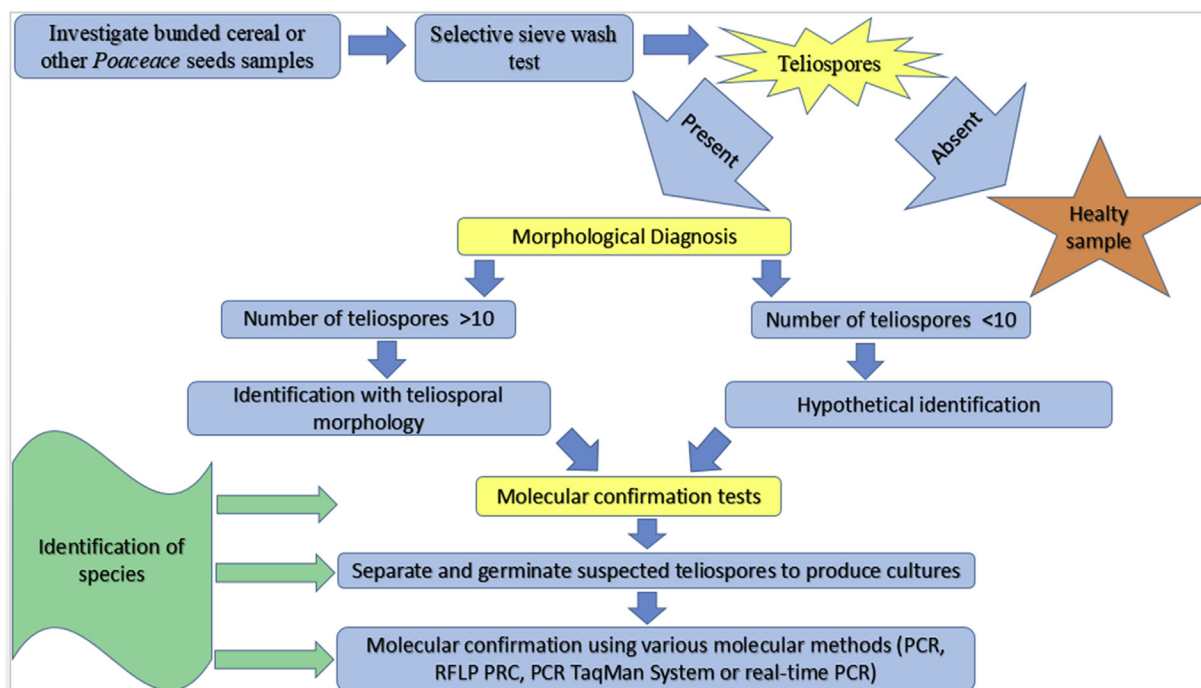 Investigate bunded cereal or
other Poaceace seeds samples
Selective sieve wash
test
Teliospores
Present
Absent
Healty
sample
Morphological Diagnosis
Number of teliospores >10
Number of teliospores <10
Identification with teliosporal
morphology
Hypothetical identification
Molecular confirmation tests
Identification of
species
Separate and germinate suspected teliospores to produce cultures
Molecular confirmation using various molecular methods (PCR,
RFLP PRC, PCR TaqMan System or real-time PCR)